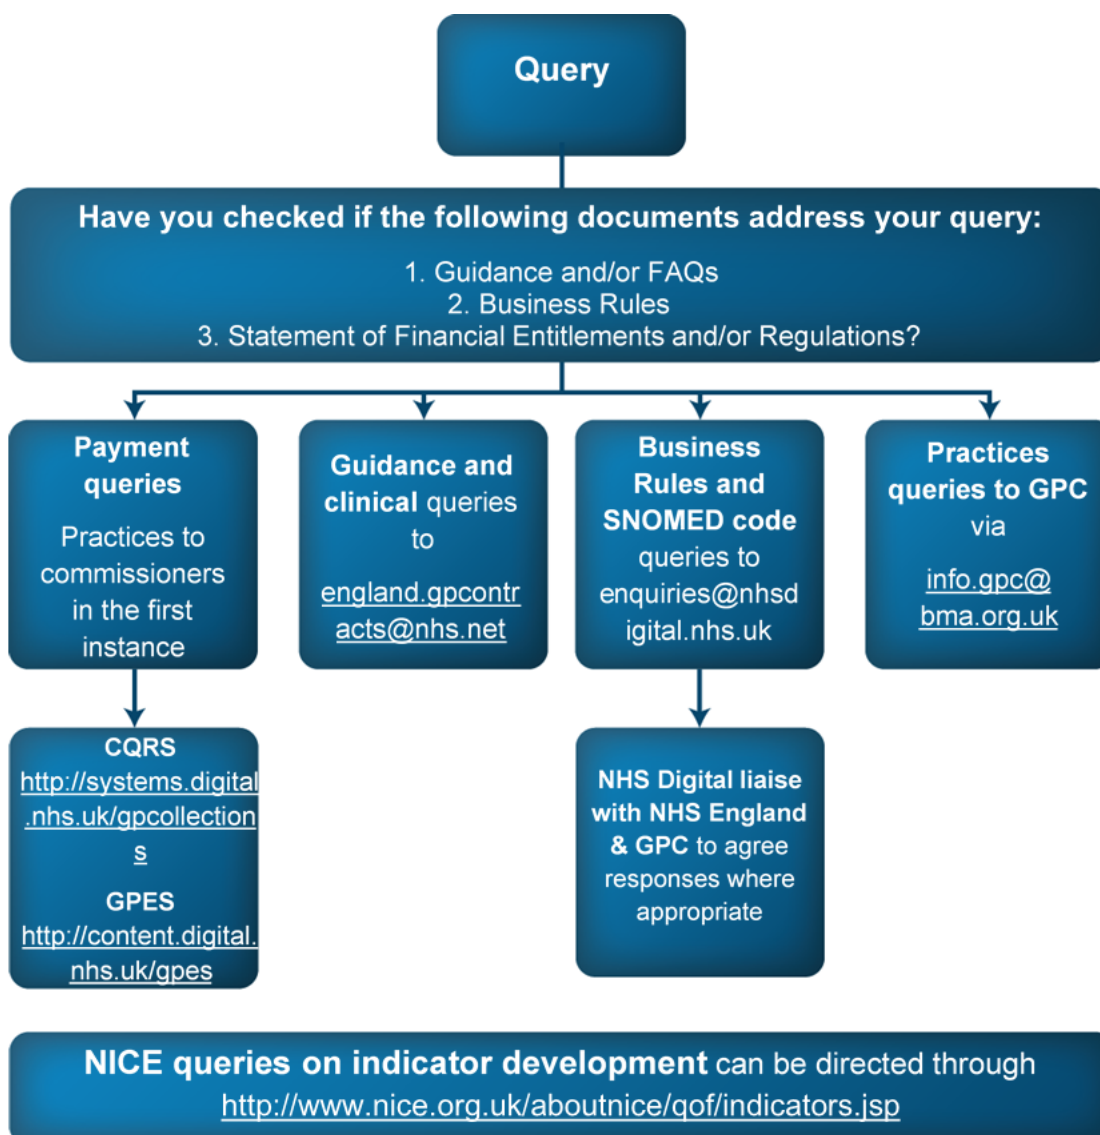 Query
Have you checked if the following documents address your query:
1. Guidance and/or FAQs
2. Business Rules
3. Statement of Financial Entitlements and/or Regulations?
Payment
queries
Practices to
commissioners
in the first
instance
Guidance and
clinical queries
to
england.gpcontr
acts@nhs.net
Business
Rules and
SNOMED code
queries to
enquiries@nhsd
igital.nhs.uk
Practices
queries to GPC
via
info.gpc@
bma.org.uk
CQRS
http://systems.digital
.nhs.uk/gpcollection
s
GPES
http://content.digital.
nhs.uk/gpes
NHS Digital liaise
with NHS England
& GPC to agree
responses where
appropriate
NICE queries on indicator development can be directed through
http://www.nice.org.uk/aboutnice/qof/indicators.jsp